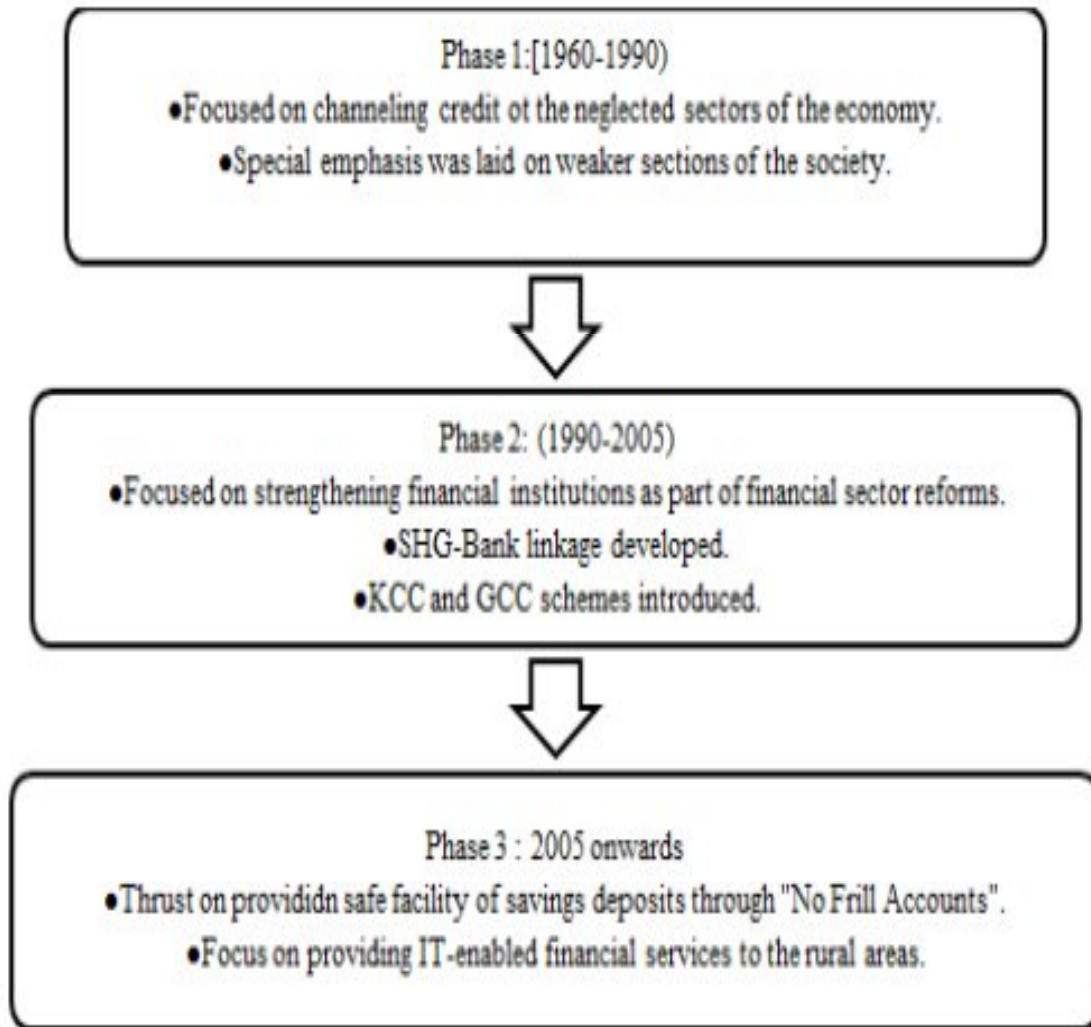 Phase 1:[1960-1990)
●Focused on channeling credit ot the neglected sectors of the economy.
●Special emphasis was laid on weaker sections of the society.
Phase 2: (1990-2005)
●Focused on strengthening financial institutions as part of financial sector reforms.
●SHG-Bank linkage developed.
●KCC and GCC schemes introduced.
Phase 3 : 2005 onwards
●Thrust on provididn safe facility of savings deposits through "No Frill Accounts".
●Focus on providing IT-enabled financial services to the rural areas.